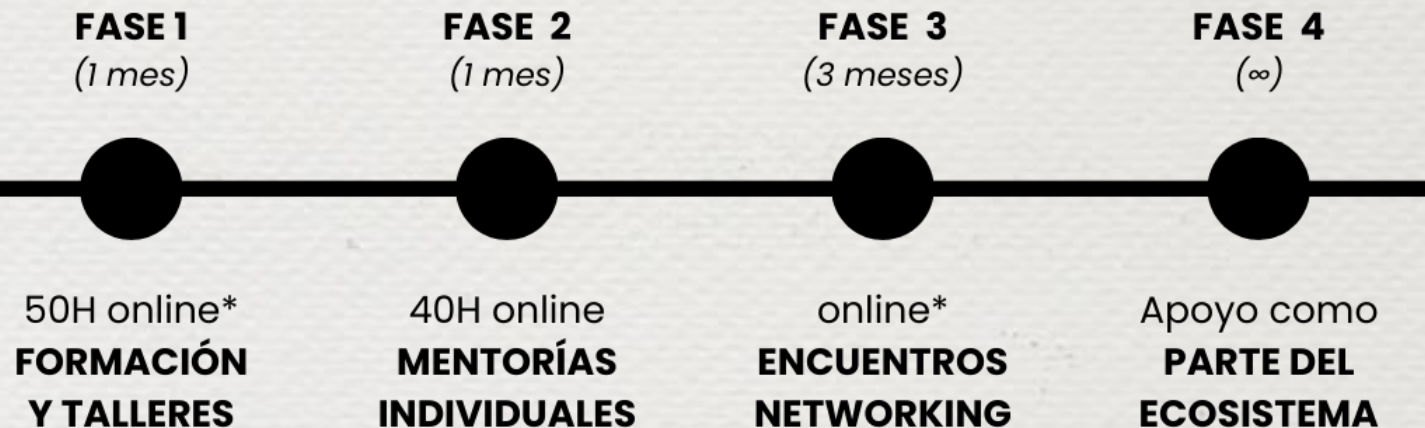 FASE 1
(1 mes)
50H online*
FORMACIÓN
Y TALLERES
FASE 2
(1 mes)
40H online
MENTORÍAS
INDIVIDUALES
FASE 3
(3 meses)
online*
ENCUENTROS
NETWORKING
FASE 4
(∞)
Apoyo como
PARTE DEL
ECOSISTEMA